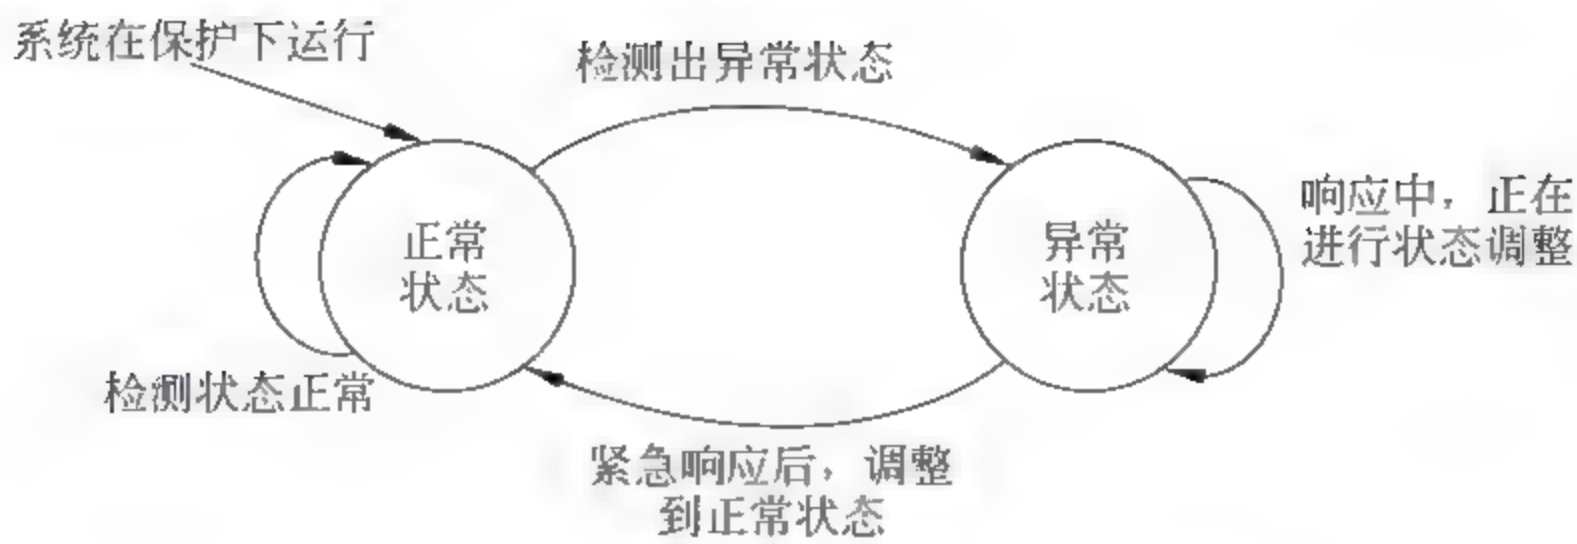 系统在保护下运行
检测出异常状态
正常
状态
异常
状态
响应中，正在
进行状态调整
检测状态正常
紧急响应后，调整
到正常状态